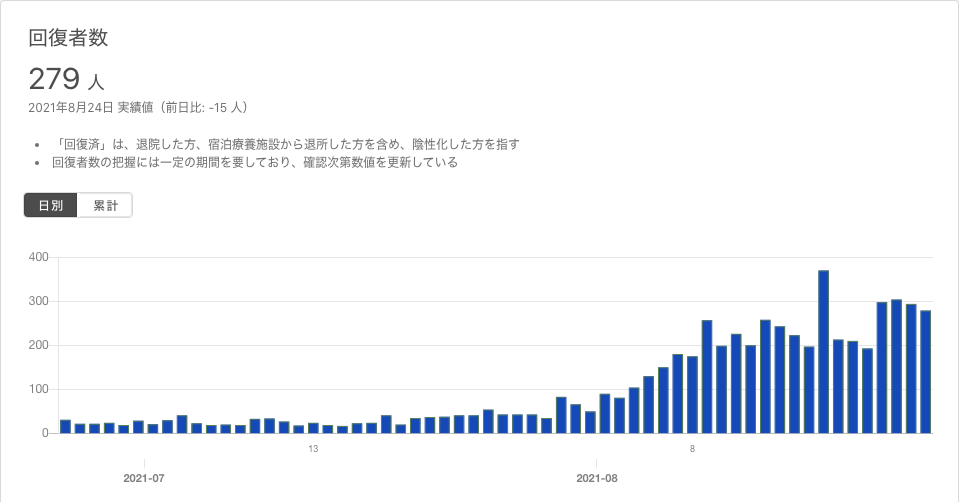 回復者数
279 人
2021年8月24日 実績値（前日比: -15 人）
• 「回復済」は、退院した方、宿泊療養施設から退所した方を含め、陰性化した方を指す
• 回復者数の把握には一定の期間を要しており、確認次第数値を更新している
日別 累計
400
300
200
100
0
13 8
2021-07 2021-08